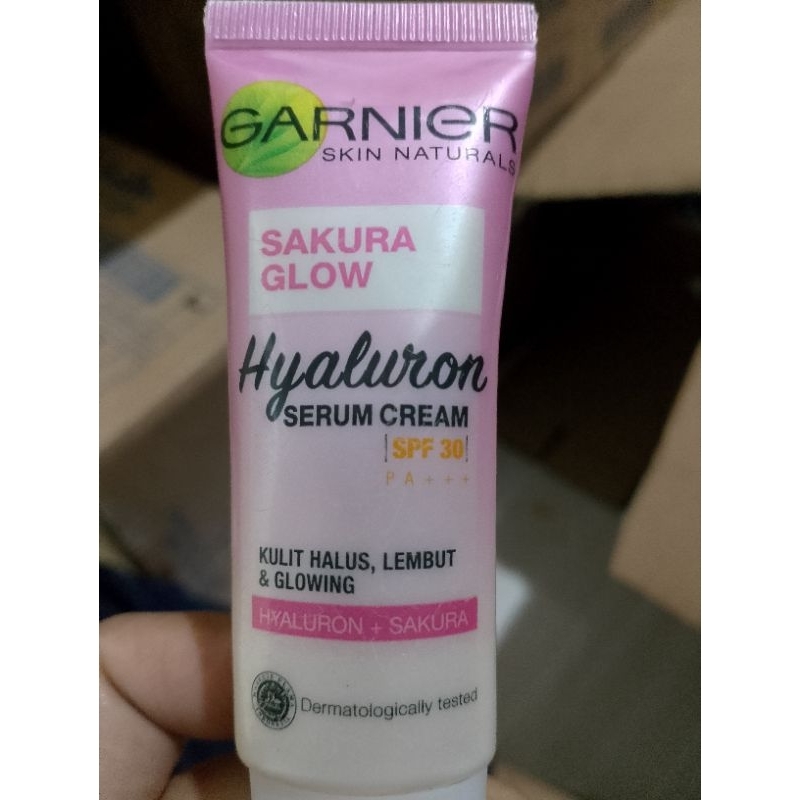 GARNIER
SKIN NATURALS
SAKURA
GLOW
Hyaluron
SERUM CREAM
SPF 30
PA+++
KULIT HALUS, LEMBUT
& GLOWING
HYALURON + SAKURA
Dermatologically tested